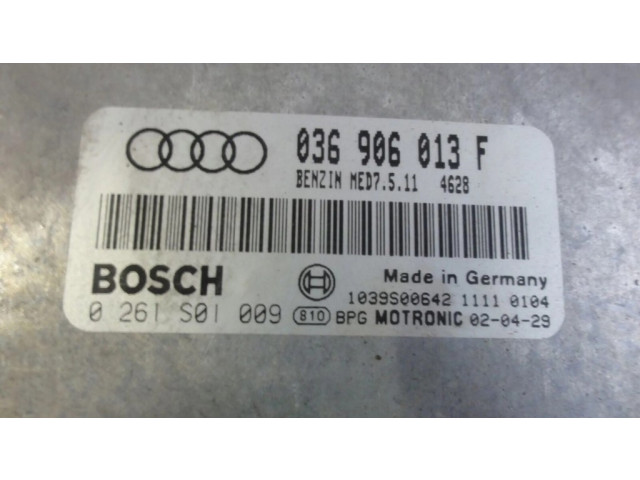 036 906 013 F
BENZIN MED7.5.11 4628
BOSCH
Made in Germany
1039S00642 1111 0104
0 261 S01 009 810 BPG MOTRONIC 02-04-29